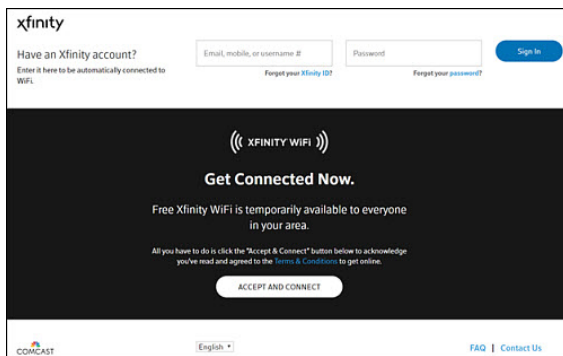 xfinity
Have an Xfinity account?
Enter it here to be automatically connected to
WiFi.
Email, mobile, or username #
Password
Sign In
Forgot your Xfinity ID?
Forgot your password?
XFINITY WiFi
Get Connected Now.
Free Xfinity WiFi is temporarily available to everyone
in your area.
All you have to do is click the "Accept & Connect" button below to acknowledge
you've read and agreed to the Terms & Conditions to get online.
ACCEPT AND CONNECT
COMCAST
English
FAQ | Contact Us